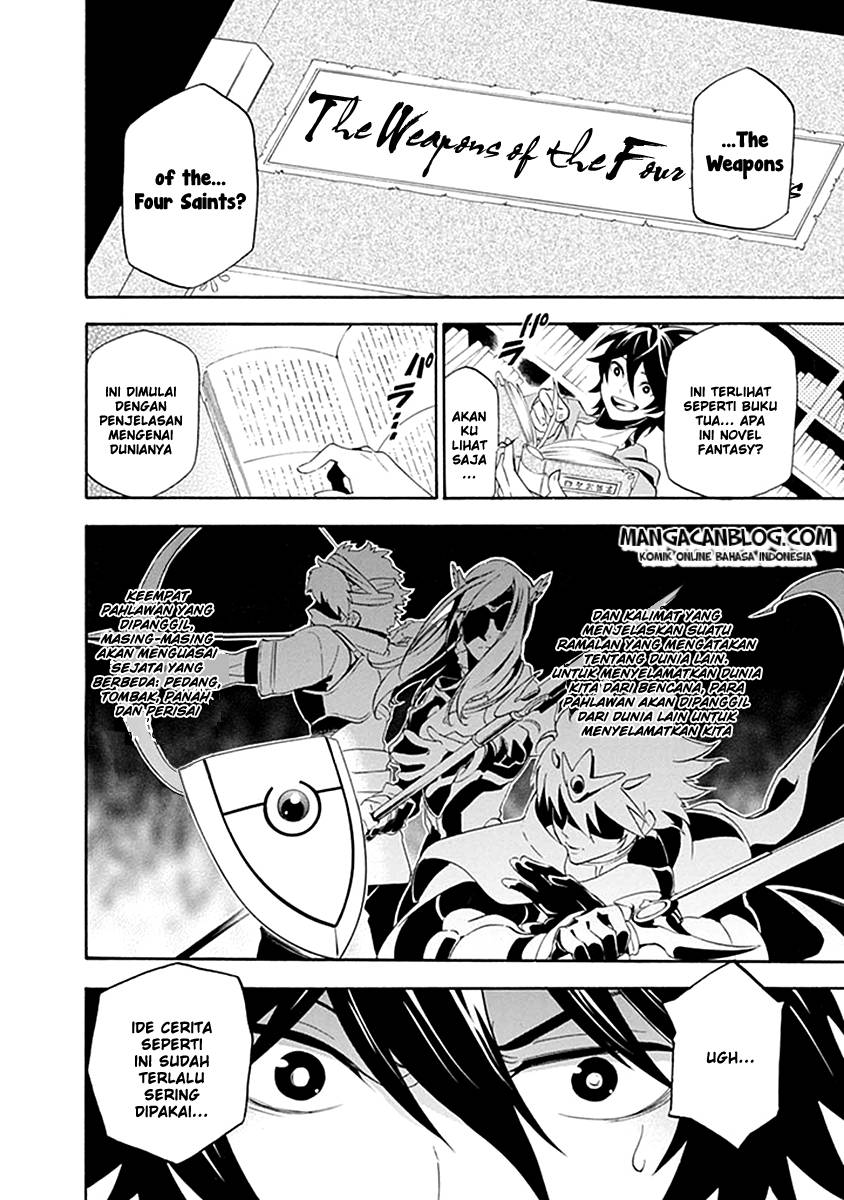 The Weapons of the Four
s
...The
Weapons
of the...
Four Saints?
INI TERLIHAT
SEPERTI BUKU
TUA... APA
INI NOVEL
FANTASY?
AKAN
KU
LIHAT
SAJA
...
INI DIMULAI
DENGAN
PENJELASAN
MENGENAI
DUNIANYA
MANGACANBLOG.COM
KOMIK ONLINE BAHASA INDONESIA
DAN KALIMAT YANG
MENJELASKAN SUATU
RAMALAN YANG MENGATAKAN
TENTANG DUNIA LAIN.
UNTUK MENYELAMATKAN DUNIA
KITA DARI BENCANA, PARA
PAHLAWAN AKAN DIPANGGIL
DARI DUNIA LAIN UNTUK
MENYELAMATKAN KITA
KEEMPAT
PAHLAWAN YANG
DIPANGGIL,
MASING-MASING
AKAN MENGUASAI
SEJATA YANG
BERBEDA: PEDANG,
TOMBAK, PANAH
DAN PERISAI
UGH...
IDE CERITA
SEPERTI
INI SUDAH
TERLALU
SERING
DIPAKAI...